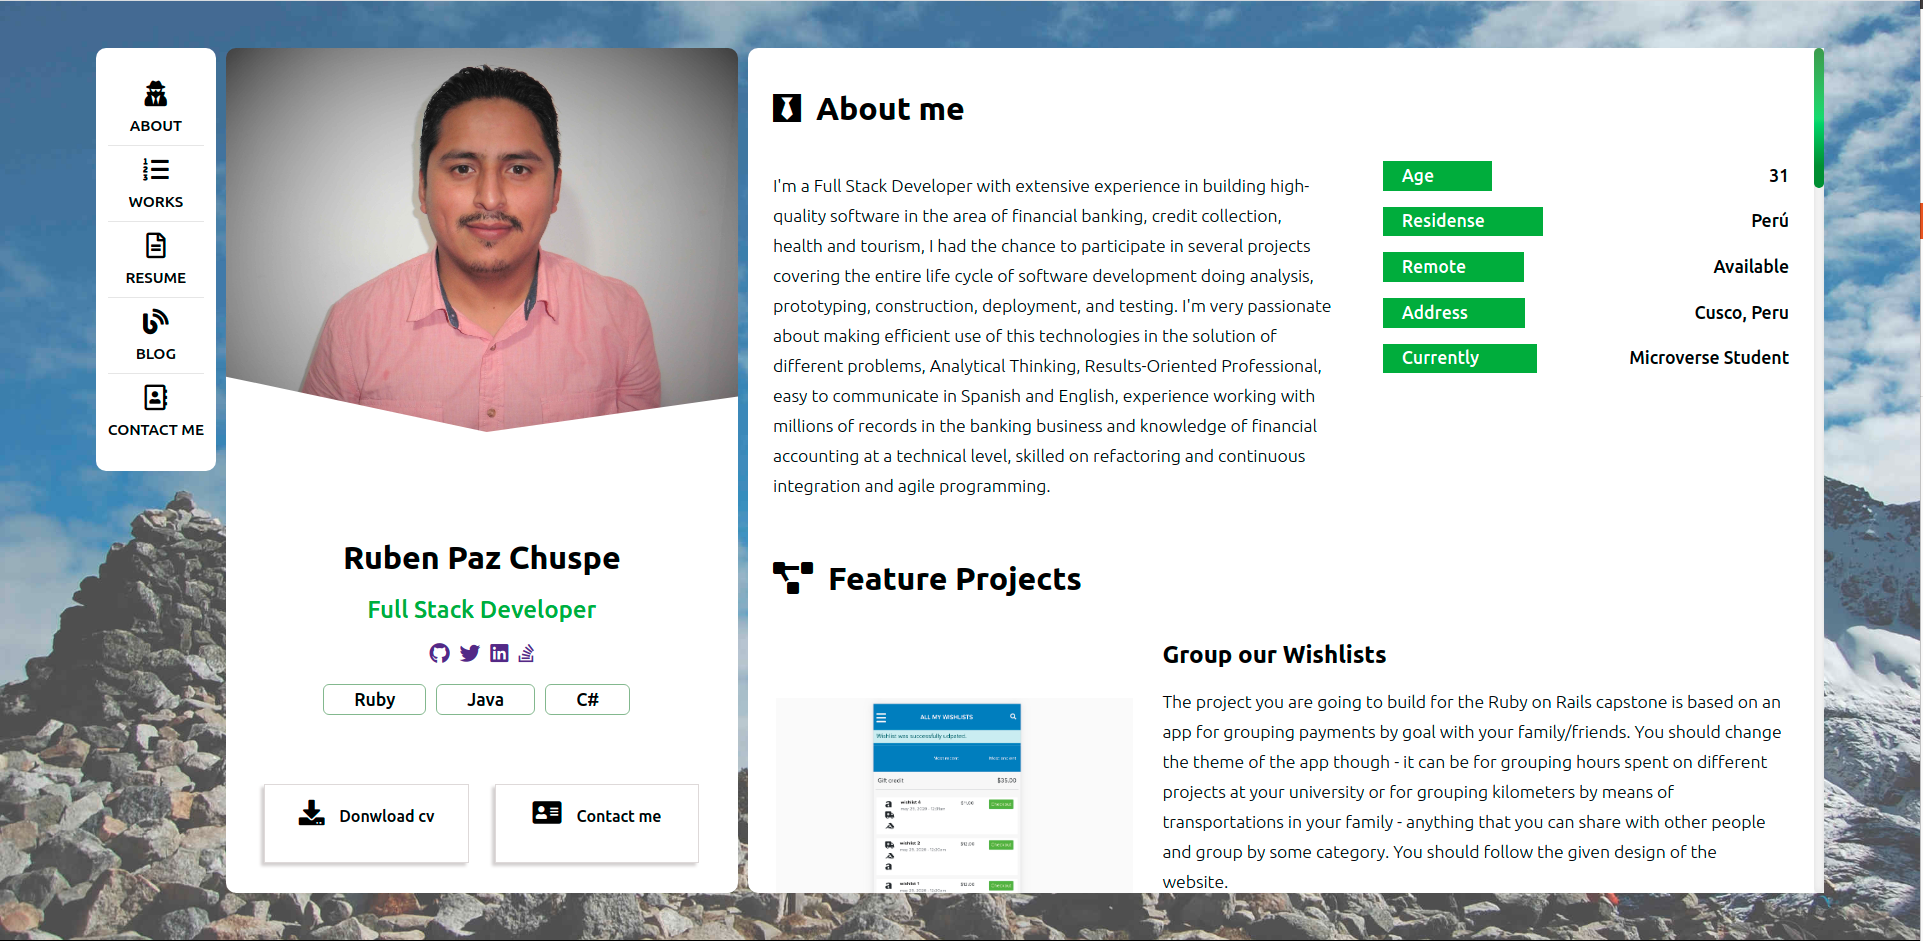 ABOUT
WORKS
RESUME
BLOG
CONTACT ME
Ruben Paz Chuspe
Full Stack Developer
Ruby
Java
C#
Donwload cv
Contact me
About me
I'm a Full Stack Developer with extensive experience in building high-
quality software in the area of financial banking, credit collection,
health and tourism, I had the chance to participate in several projects
covering the entire life cycle of software development doing analysis,
prototyping, construction, deployment, and testing. I'm very passionate
about making efficient use of this technologies in the solution of
different problems, Analytical Thinking, Results-Oriented Professional,
easy to communicate in Spanish and English, experience working with
millions of records in the banking business and knowledge of financial
accounting at a technical level, skilled on refactoring and continuous
integration and agile programming.
Age 31
Residense Perú
Remote Available
Address Cusco, Peru
Currently Microverse Student
Feature Projects
ALL MY WISHLISTS
Gift credit $35.00
Group our Wishlists
The project you are going to build for the Ruby on Rails capstone is based on an
app for grouping payments by goal with your family/friends. You should change
the theme of the app though - it can be for grouping hours spent on different
projects at your university or for grouping kilometers by means of
transportations in your family - anything that you can share with other people
and group by some category. You should follow the given design of the
website.